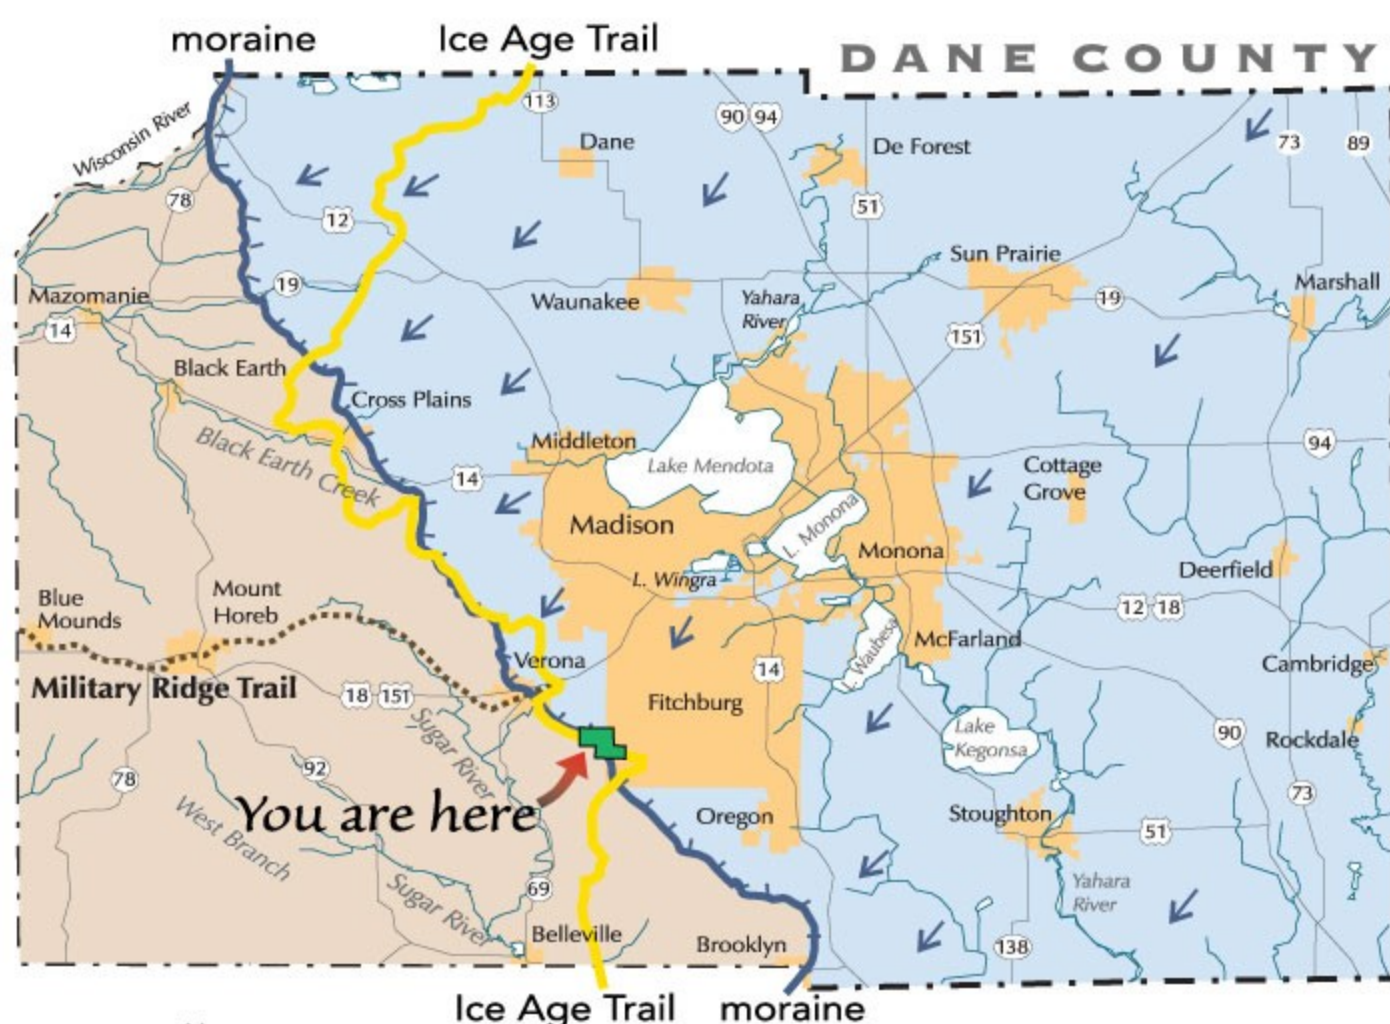 moraine
Ice Age Trail
DANE COUNTY
Wisconsin River
113
90 94
73
89
Dane
De Forest
78
12
51
Sun Prairie
19
Mazomanie
Waunakee
Yahara
River
19
Marshall
14
151
Black Earth
Cross Plains
Black Earth Creek
Middleton
Lake Mendota
14
94
Cottage
Grove
Madison
L. Monona
Monona
L. Wingra
Deerfield
Blue
Mounds
Mount
Horeb
12 18
L. Waubesa
McFarland
Verona
14
Cambridge
Military Ridge Trail
18 151
Fitchburg
Sugar River
Lake
Kegonsa
90
Rockdale
78
92
73
You are here
West Branch
Sugar River
Oregon
Stoughton
51
69
Yahara
River
Belleville
Brooklyn
138
Ice Age Trail
moraine